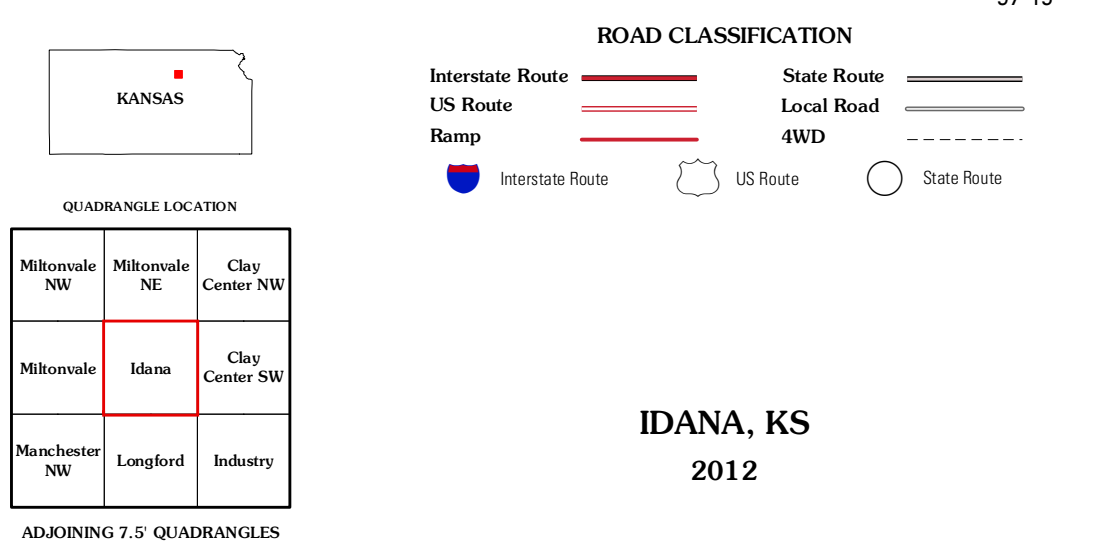 ROAD CLASSIFICATION
Interstate Route
State Route
US Route
Local Road
Ramp
4WD
Interstate Route
US Route
State Route
KANSAS
QUADRANGLE LOCATION
Miltonvale
NW
Miltonvale
NE
Clay
Center NW
Miltonvale
Idana
Clay
Center SW
Manchester
NW
Longford
Industry
ADJOINING 7.5' QUADRANGLES
IDANA, KS
2012